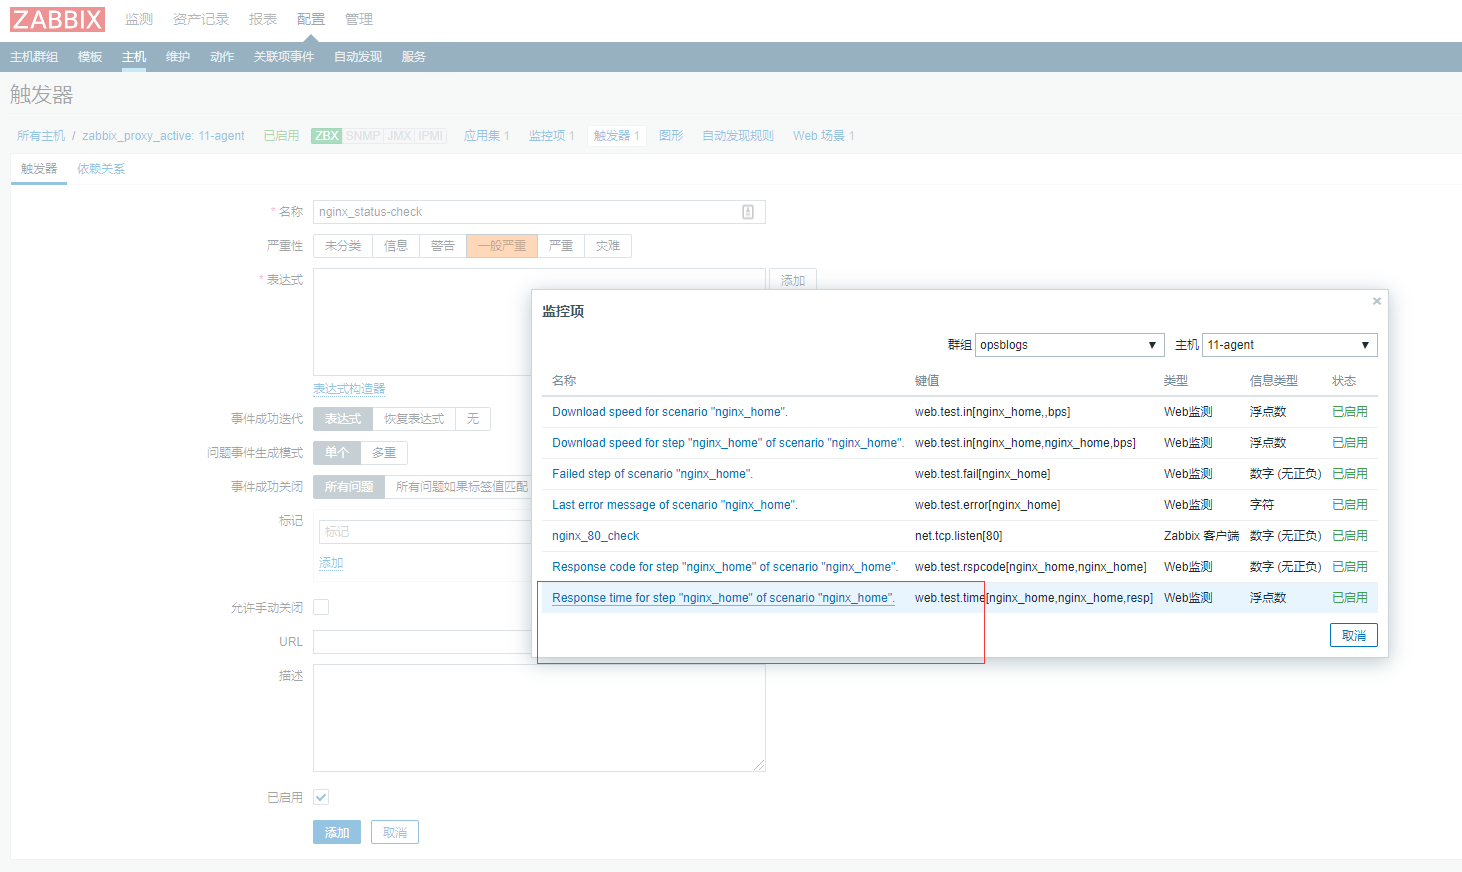 ZABBIX 监测 资产记录 报表 配置 管理
主机群组 模板 主机 维护 动作 关联项事件 自动发现 服务
触发器
所有主机 / zabbix_proxy_active: 11-agent 已启用 ZBX SNMP JMX IPMI 应用集 1 监控项 1 触发器 1 图形 自动发现规则 Web 场景 1
触发器 依赖关系
* 名称 nginx_status-check
严重性 未分类 信息 警告 一般严重 严重 灾难
* 表达式 添加
表达式构造器
事件成功迭代 表达式 恢复表达式 无
问题事件生成模式 单个 多重
事件成功关闭 所有问题 所有问题如果标签值匹配
标记 标记
添加
允许手动关闭
URL
描述
已启用
添加 取消
监控项 ×
群组 opsblogs ▼ 主机 11-agent ▼
名称 键值 类型 信息类型 状态
Download speed for scenario "nginx_home". web.test.in[nginx_home,,bps] Web监测 浮点数 已启用
Download speed for step "nginx_home" of scenario "nginx_home". web.test.in[nginx_home,nginx_home,bps] Web监测 浮点数 已启用
Failed step of scenario "nginx_home". web.test.fail[nginx_home] Web监测 数字 (无正负) 已启用
Last error message of scenario "nginx_home". web.test.error[nginx_home] Web监测 字符 已启用
nginx_80_check net.tcp.listen[80] Zabbix 客户端 数字 (无正负) 已启用
Response code for step "nginx_home" of scenario "nginx_home". web.test.rspcode[nginx_home,nginx_home] Web监测 数字 (无正负) 已启用
Response time for step "nginx_home" of scenario "nginx_home". web.test.time[nginx_home,nginx_home,resp] Web监测 浮点数 已启用
取消